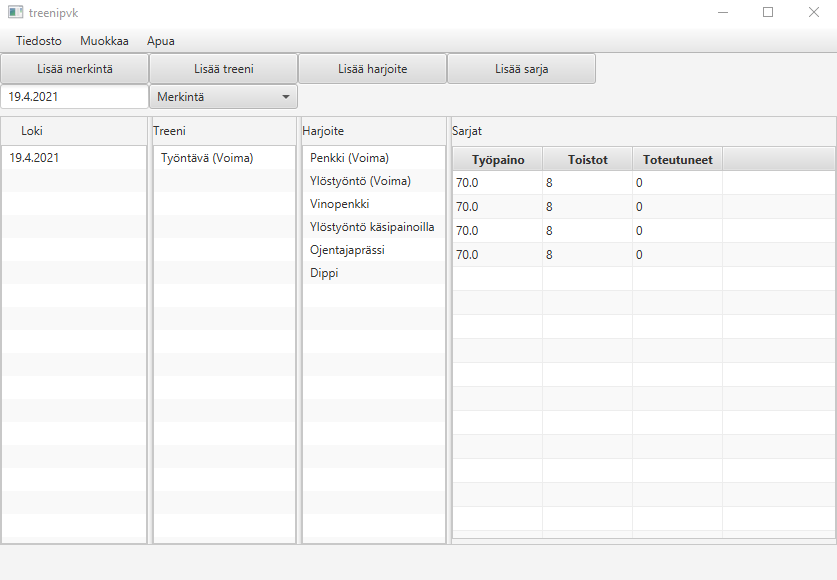 treenipvk
Tiedosto Muokkaa Apua
Lisää merkintä Lisää treeni Lisää harjoite Lisää sarja
19.4.2021 Merkintä
Loki Treeni Harjoite Sarjat
Työpaino Toistot Toteutuneet
19.4.2021 Työntävä (Voima) Penkki (Voima)
70.0 8 0
Ylöstyöntö (Voima)
70.0 8 0
Vinopenkki
70.0 8 0
Ylöstyöntö käsipainoilla
70.0 8 0
Ojentajaprässi
Dippi